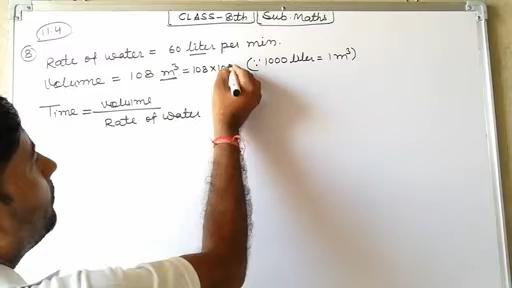 11.4
CLASS-8th Sub. Maths
8 Rate of water = 60 liter per min.
Volume = 108 m³ = 108×10 (∵ 1000 liter = 1 m³)
Time = volume / Rate of water